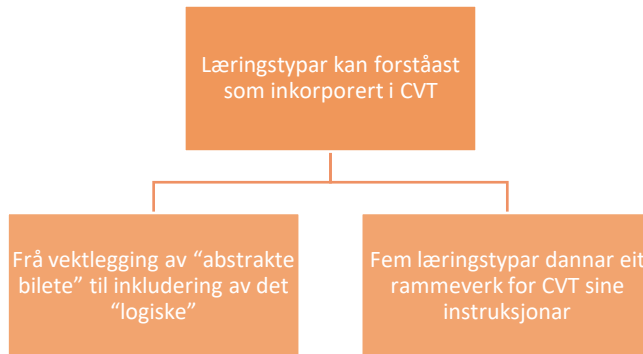 Læringstypar kan forståast
som inkorporert i CVT
Frå vektlegging av “abstrakte
bilete” til inkludering av det
“logiske”
Fem læringstypar dannar eit
rammeverk for CVT sine
instruksjonar